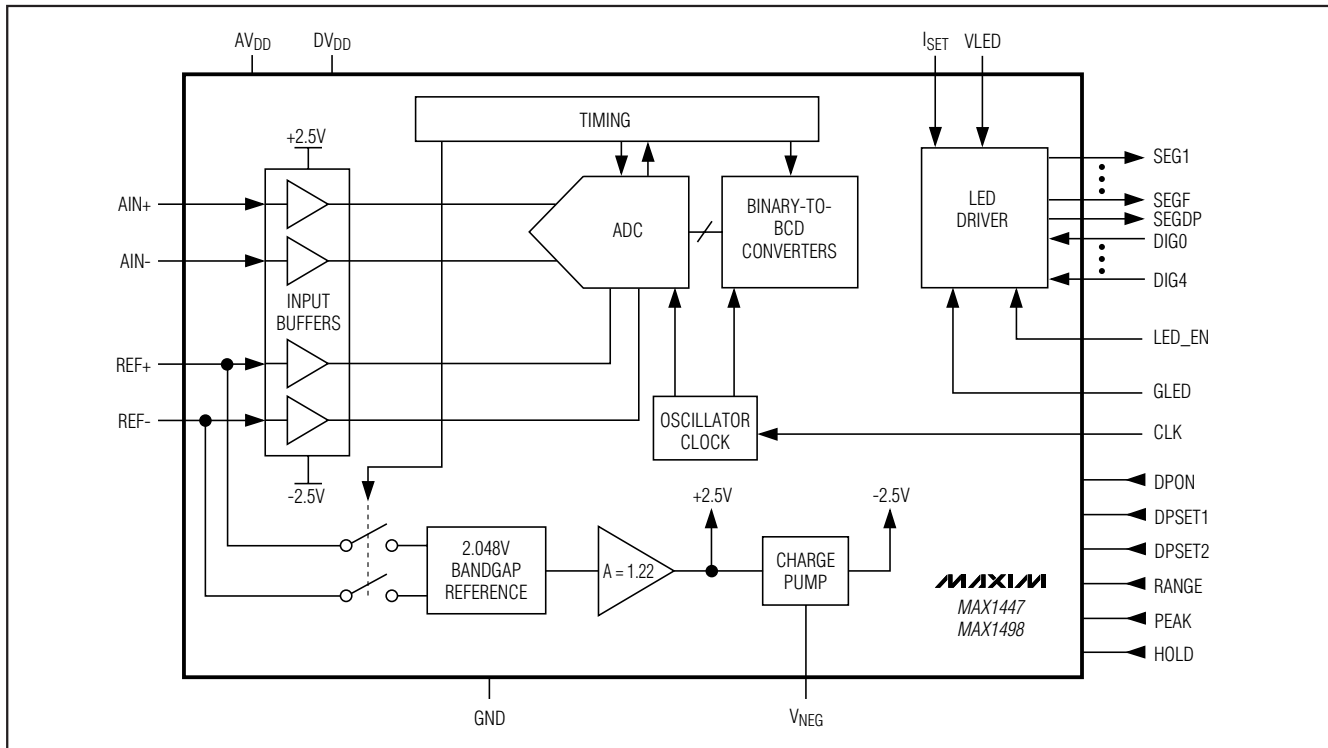 AVDD
DVDD
ISET
VLED
TIMING
+2.5V
AIN+
AIN-
INPUT
BUFFERS
REF+
REF-
-2.5V
ADC
BINARY-TO-
BCD
CONVERTERS
OSCILLATOR
CLOCK
LED
DRIVER
SEG1
SEGF
SEGDP
DIG0
DIG4
LED_EN
GLED
CLK
DPON
DPSET1
DPSET2
RANGE
PEAK
HOLD
2.048V
BANDGAP
REFERENCE
A = 1.22
+2.5V
CHARGE
PUMP
-2.5V
MAXIM
MAX1447
MAX1498
GND
VNEG